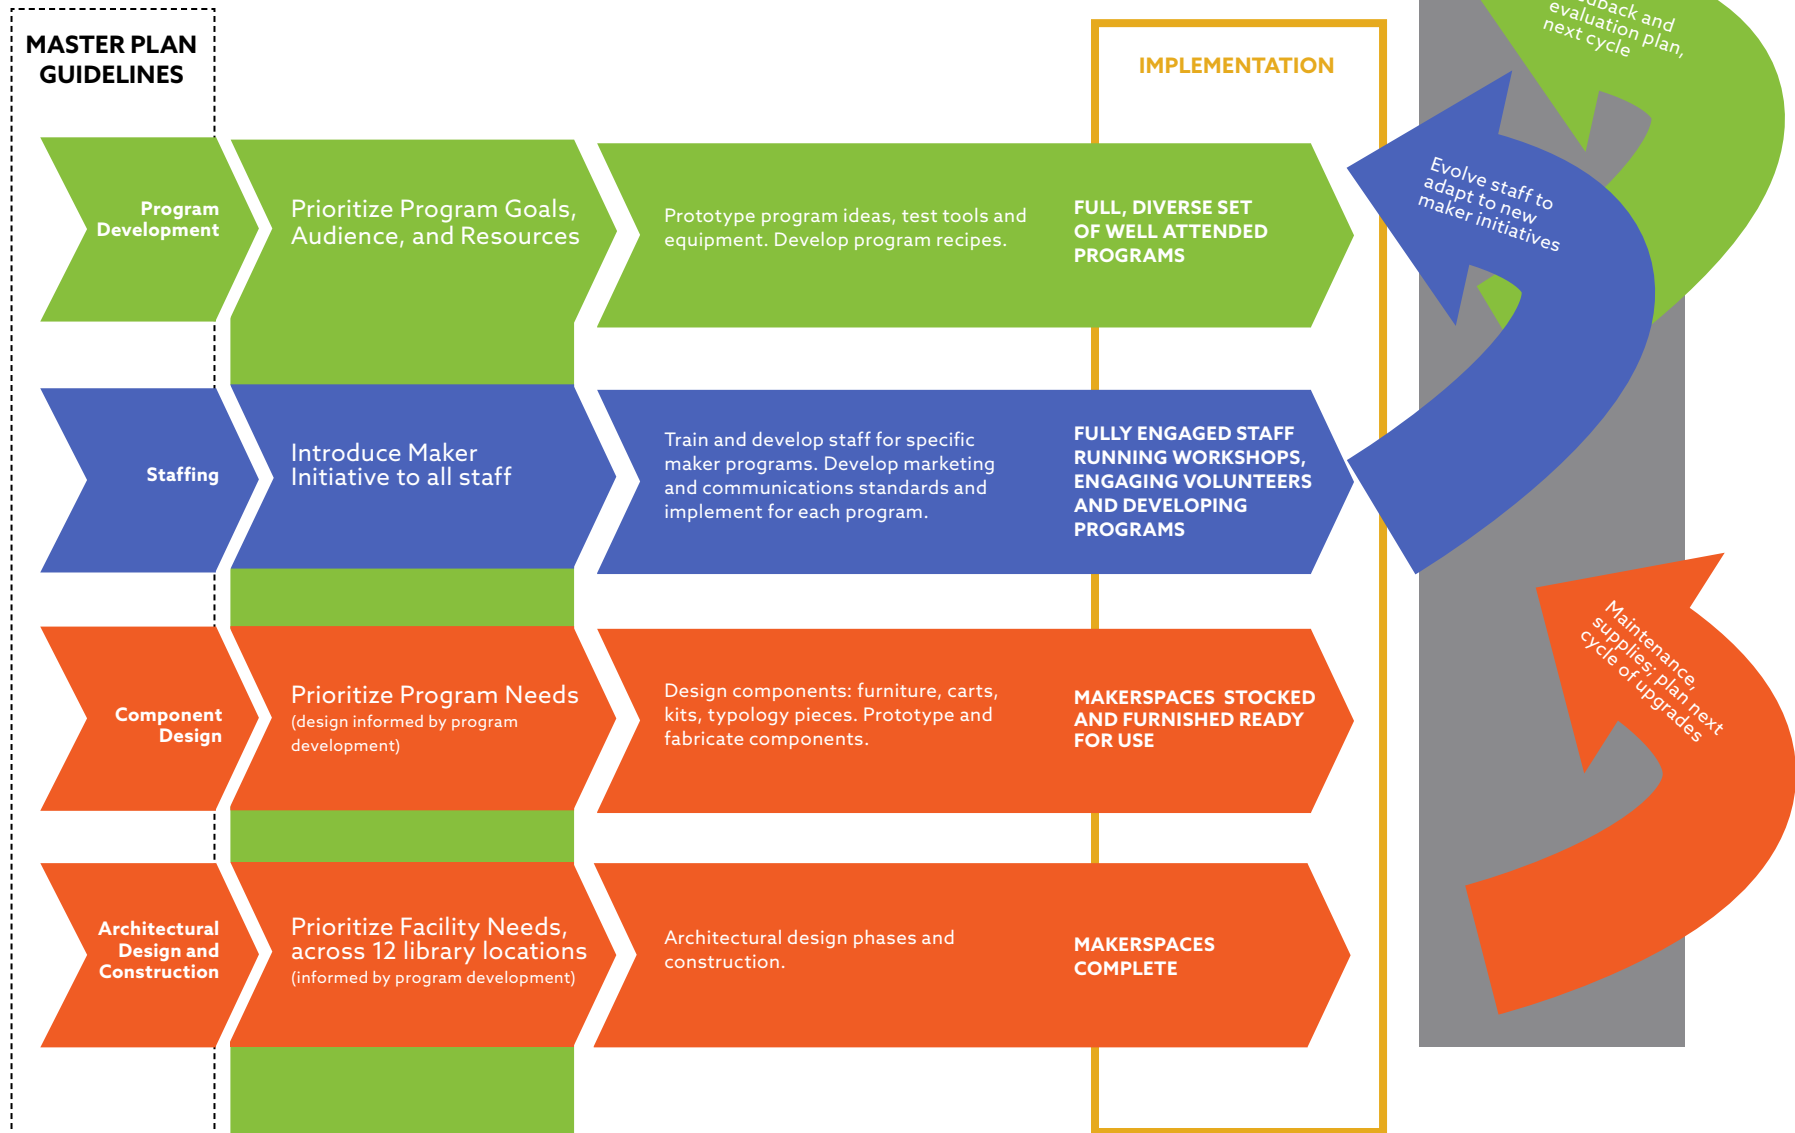 MASTER PLAN
GUIDELINES
IMPLEMENTATION
Program
Development
Prioritize Program Goals,
Audience, and Resources
Prototype program ideas, test tools and
equipment. Develop program recipes.
FULL, DIVERSE SET
OF WELL ATTENDED
PROGRAMS
and
evaluation plan,
next cycle
Staffing
Introduce Maker
Initiative to all staff
Train and develop staff for specific
maker programs. Develop marketing
and communications standards and
implement for each program.
FULLY ENGAGED STAFF
RUNNING WORKSHOPS,
ENGAGING VOLUNTEERS
AND DEVELOPING
PROGRAMS
Evolve staff to
adapt to new
maker initiatives
Component
Design
Prioritize Program Needs
(design informed by program
development)
Design components: furniture, carts,
kits, typology pieces. Prototype and
fabricate components.
MAKERSPACES STOCKED
AND FURNISHED READY
FOR USE
Maintenance,
supplies; plan next
cycle of upgrades
Architectural
Design and
Construction
Prioritize Facility Needs,
across 12 library locations
(informed by program development)
Architectural design phases and
construction.
MAKERSPACES
COMPLETE